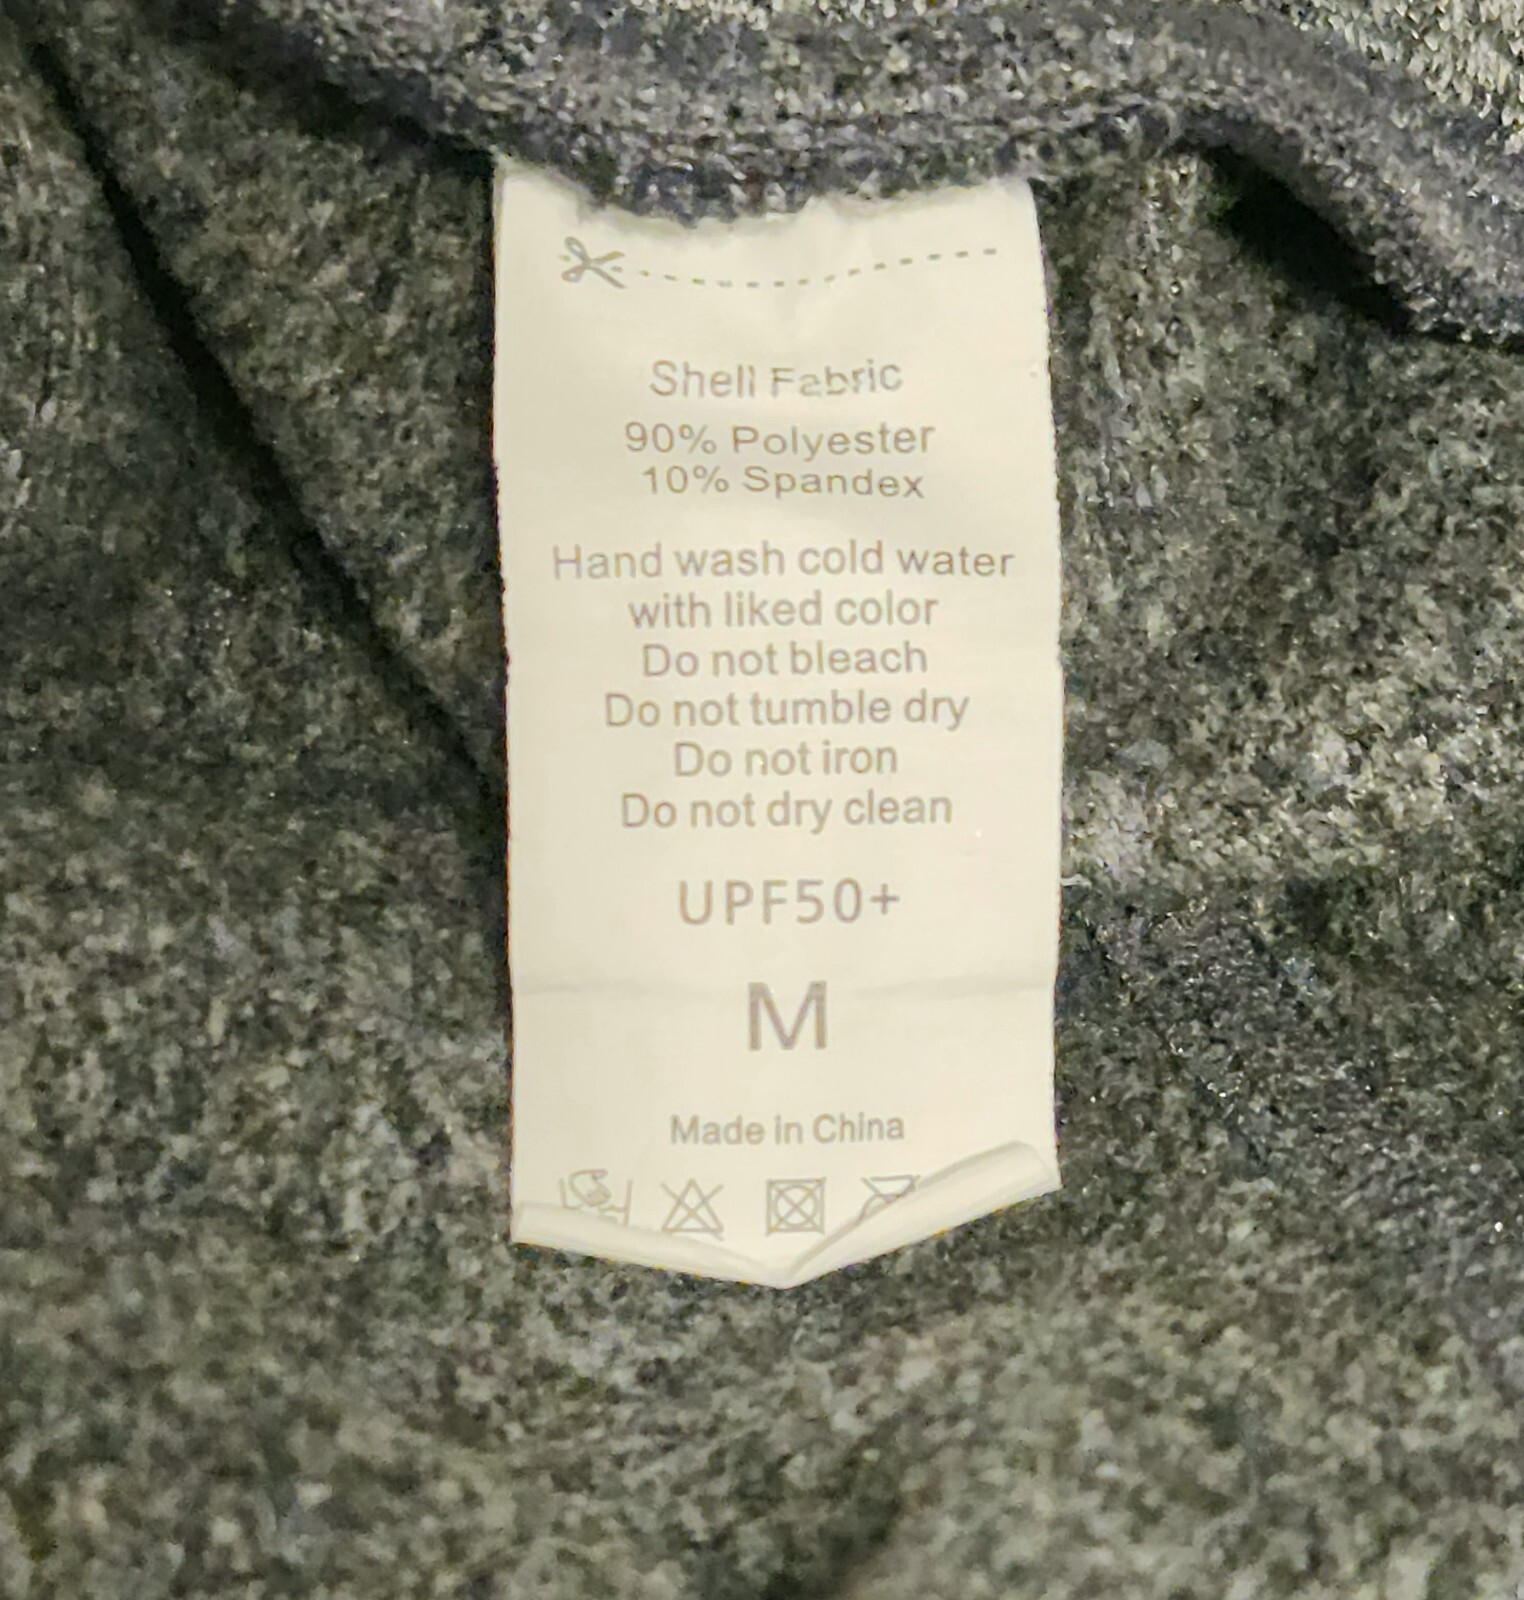 Shell Fabric
90% Polyester
10% Spandex
Hand wash cold water
with liked color
Do not bleach
Do not tumble dry
Do not iron
Do not dry clean
UPF50+
M
Made in China